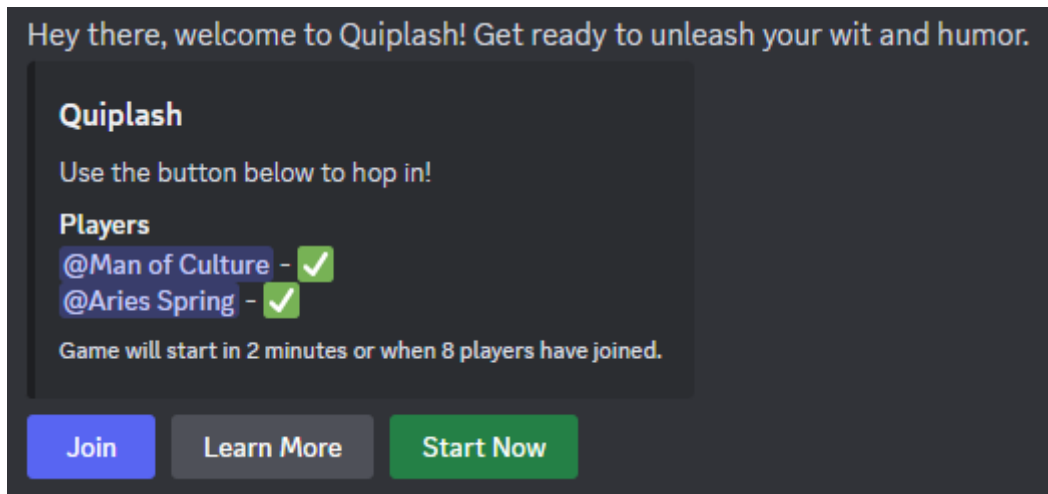 Hey there, welcome to Quiplash! Get ready to unleash your wit and humor.
Quiplash
Use the button below to hop in!
Players
@Man of Culture - ✅
@Aries Spring - ✅
Game will start in 2 minutes or when 8 players have joined.
Join Learn More Start Now